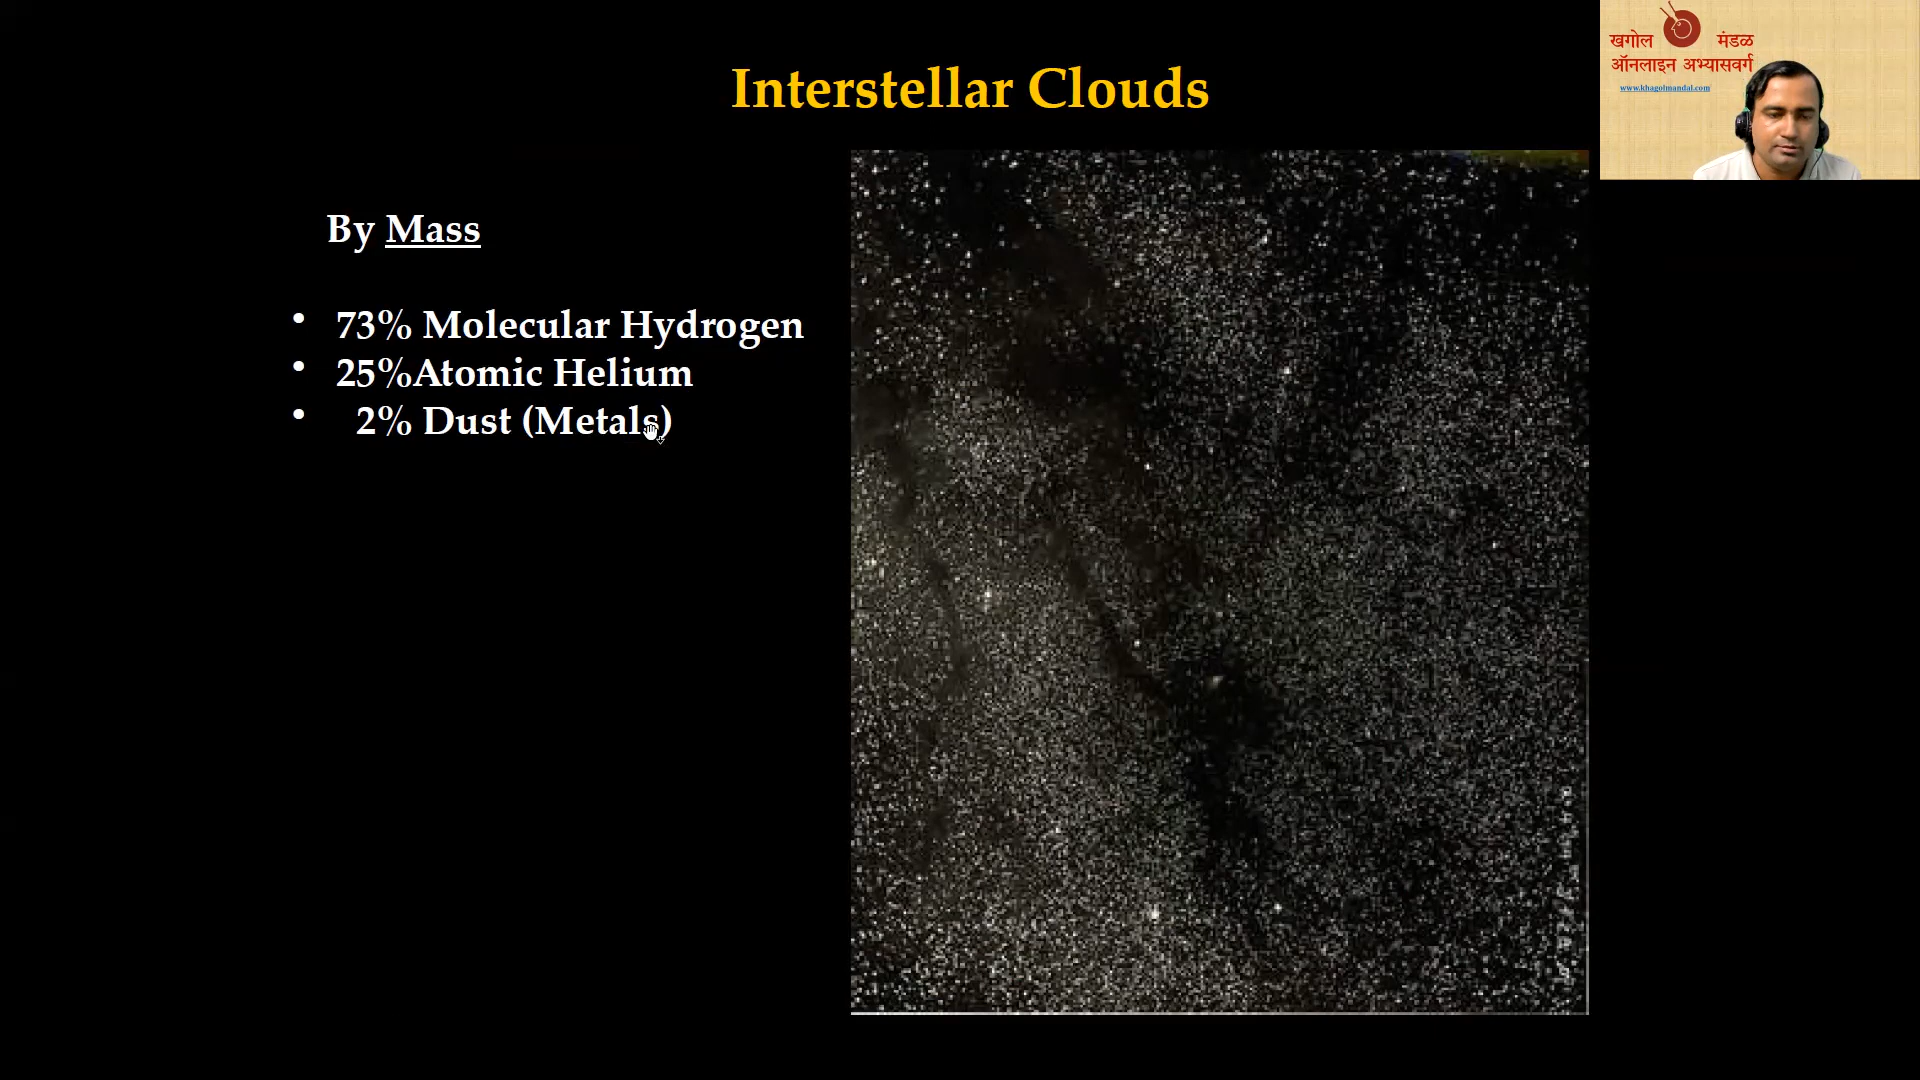 Interstellar Clouds
खगोल मंडळ
ऑनलाइन अभ्यासवर्ग
www.khagolmandal.com
By Mass
• 73% Molecular Hydrogen
• 25%Atomic Helium
• 2% Dust (Metals)